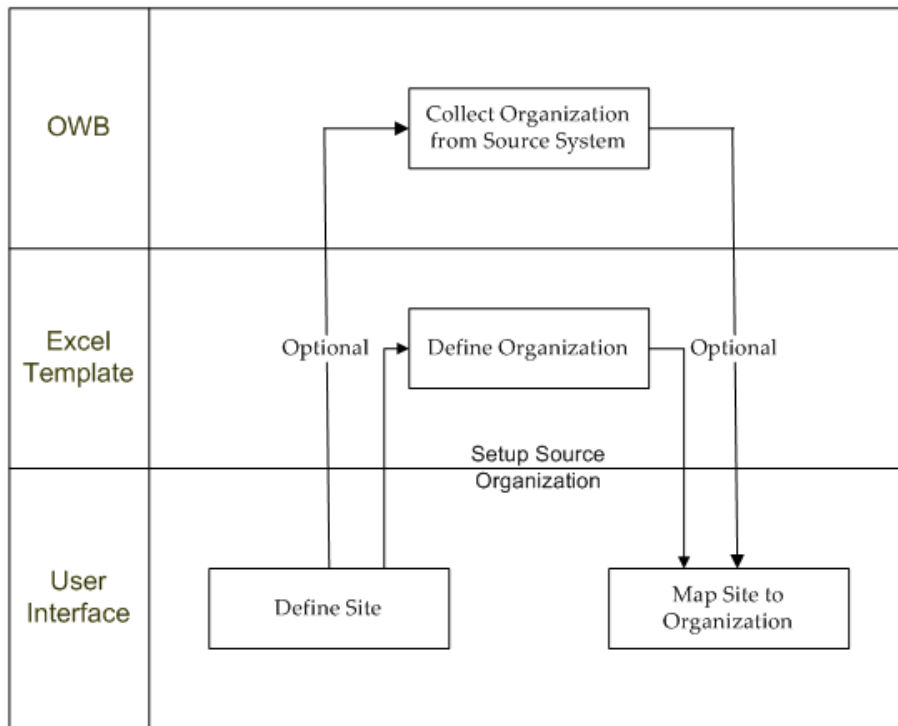 OWB
Collect Organization
from Source System
Excel
Template
Optional
Define Organization
Optional
Setup Source
Organization
User
Interface
Define Site
Map Site to
Organization